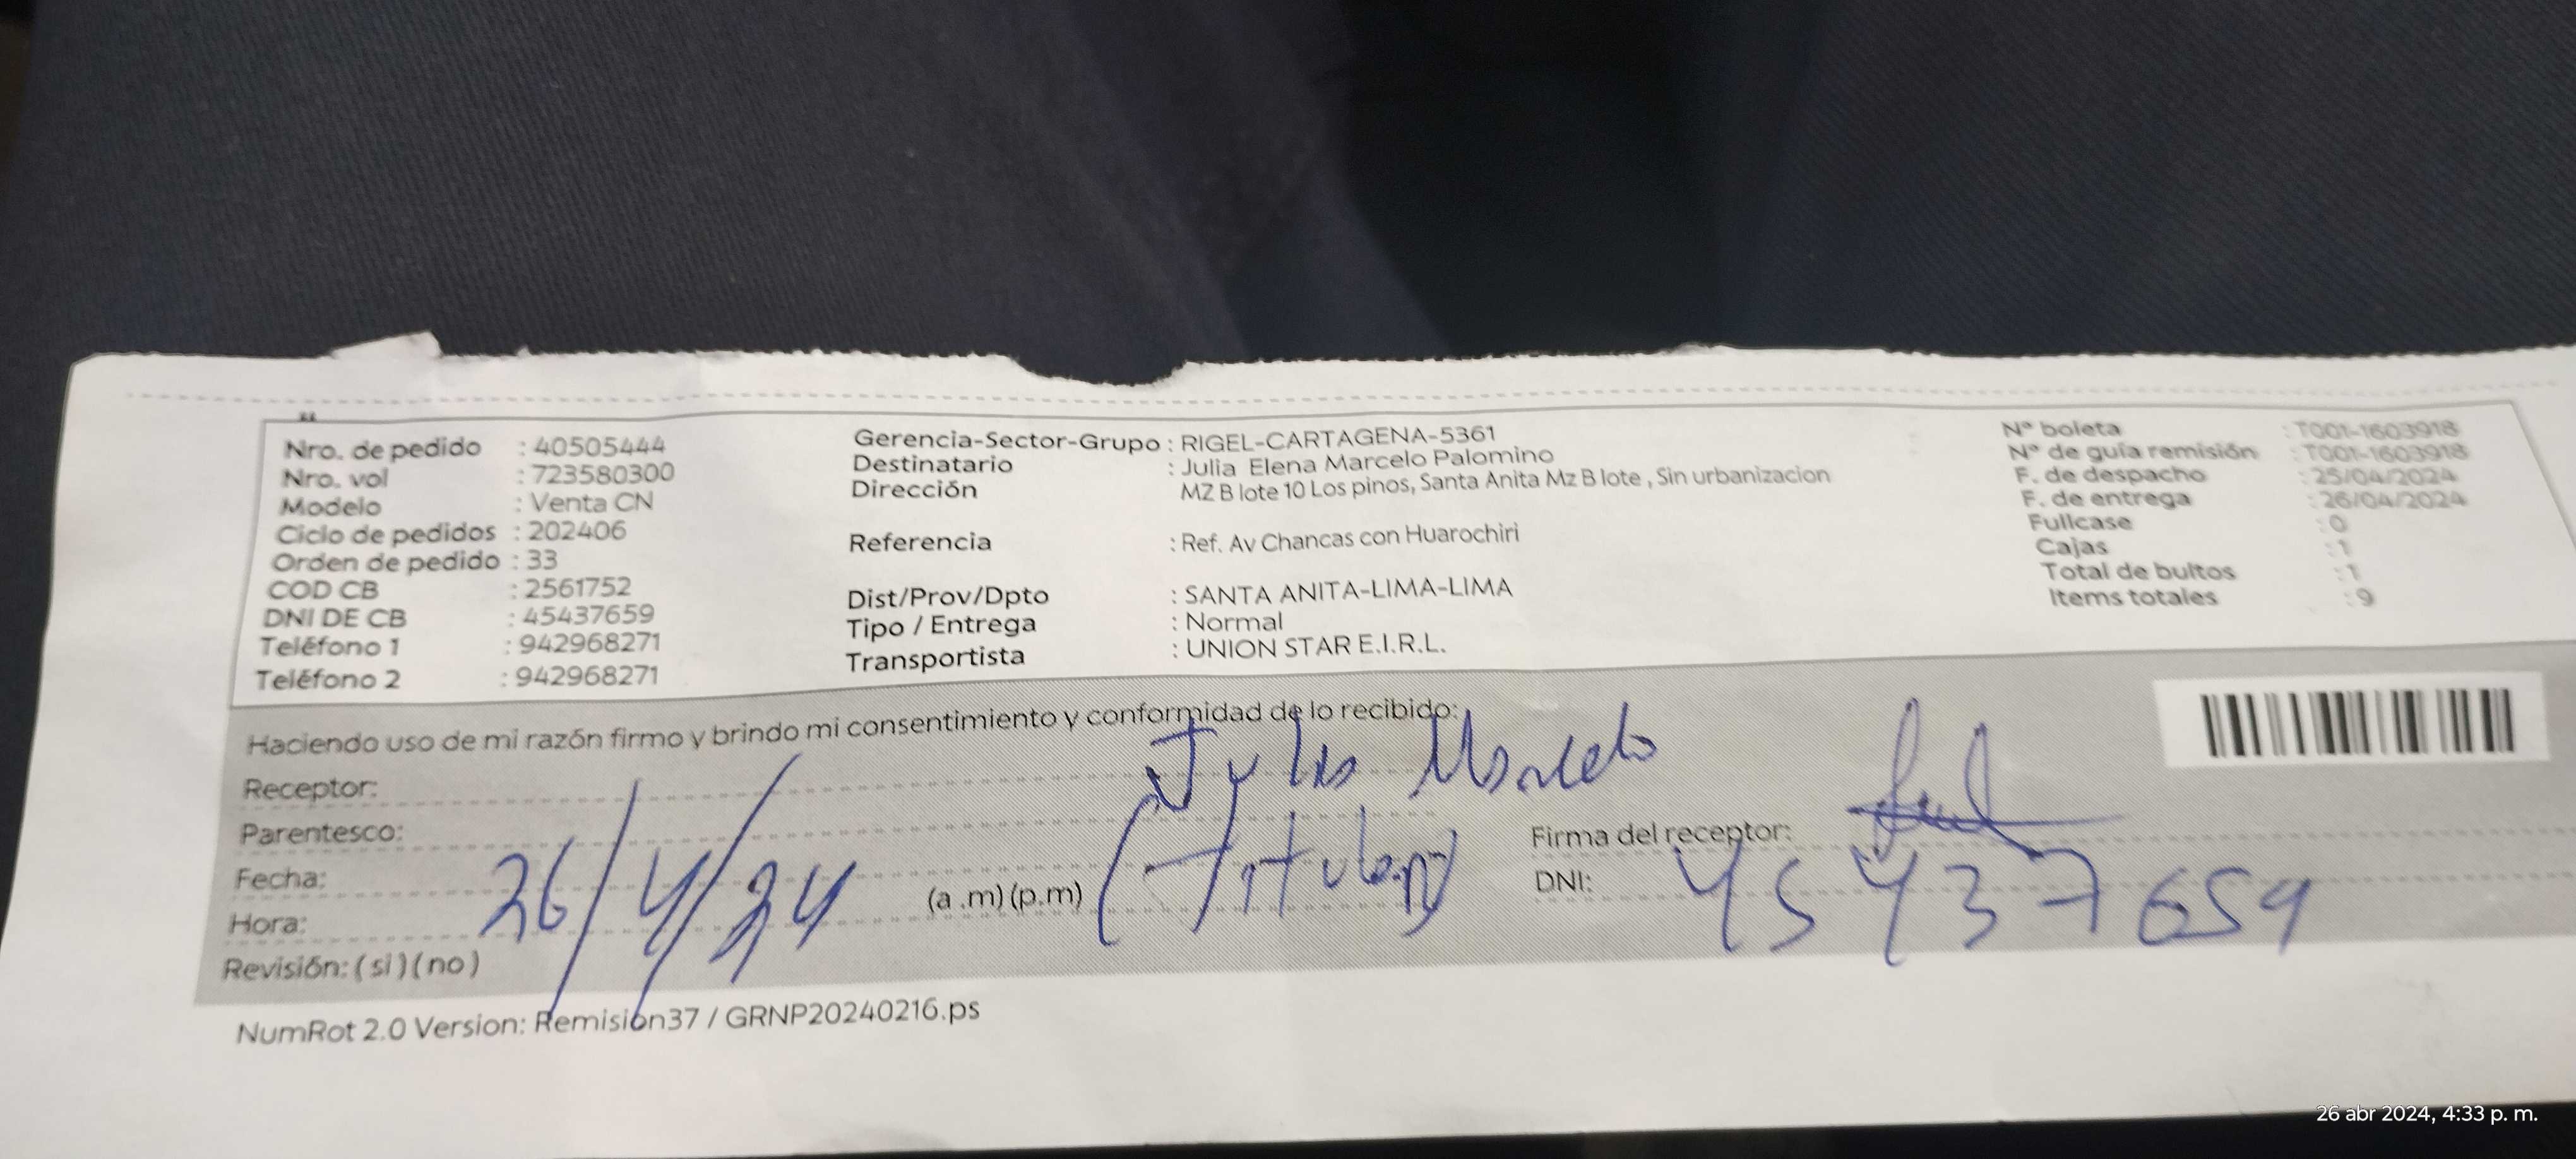 Nro. de pedido : 40505444
Nro. vol : 723580300
Modelo : Venta CN
Ciclo de pedidos : 202406
Orden de pedido : 33
COD CB : 2561752
DNI DE CB : 45437659
Teléfono 1 : 942968271
Teléfono 2 : 942968271
Gerencia-Sector-Grupo : RIGEL-CARTAGENA-5361
Destinatario : Julia Elena Marcelo Palomino
Dirección MZ B lote 10 Los pinos, Santa Anita Mz B lote , Sin urbanizacion
Referencia : Ref. Av Chancas con Huarochiri
Dist/Prov/Dpto : SANTA ANITA-LIMA-LIMA
Tipo / Entrega : Normal
Transportista : UNION STAR E.I.R.L.
N° boleta : T001-1603918
N° de guía remisión : T001-1603918
F. de despacho : 25/04/2024
F. de entrega : 26/04/2024
Fullcase : 0
Cajas : 1
Total de bultos : 1
Items totales : 9
Haciendo uso de mi razón firmo y brindo mi consentimiento y conformidad de lo recibido:
Receptor: Marcelo
Parentesco:
Fecha: 26/4/24
Hora: (a .m) (p.m)
Revisión: ( si ) ( no )
Firma del receptor:
DNI: 45437659
NumRot 2.0 Version: Remisión37 / GRNP20240216.ps
26 abr 2024, 4:33 p. m.